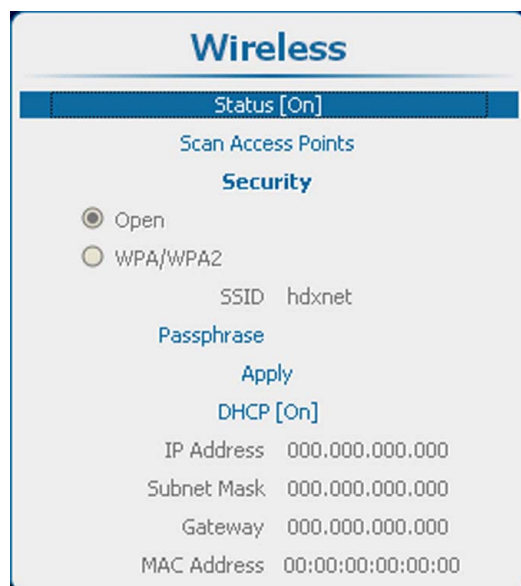 Wireless
Status [On]
Scan Access Points
Security
Open
WPA/WPA2
SSID hdxnet
Passphrase
Apply
DHCP [On]
IP Address 000.000.000.000
Subnet Mask 000.000.000.000
Gateway 000.000.000.000
MAC Address 00:00:00:00:00:00